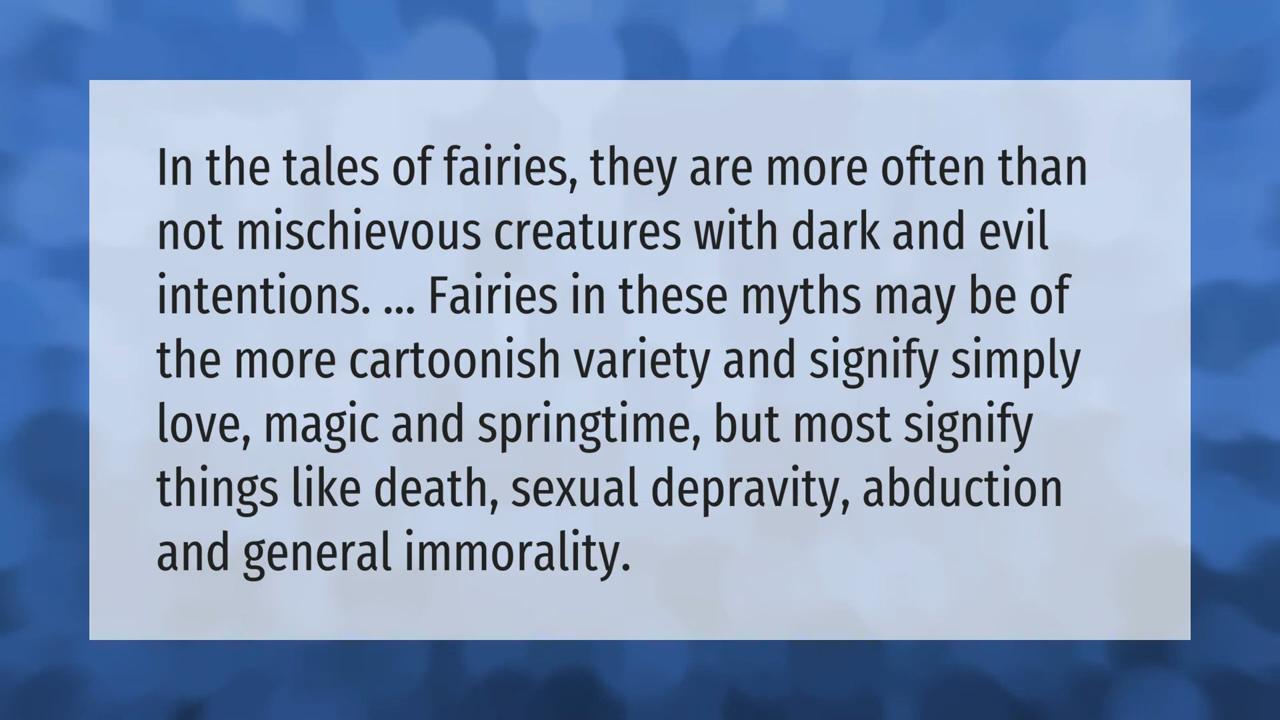 In the tales of fairies, they are more often than
not mischievous creatures with dark and evil
intentions. ... Fairies in these myths may be of
the more cartoonish variety and signify simply
love, magic and springtime, but most signify
things like death, sexual depravity, abduction
and general immorality.